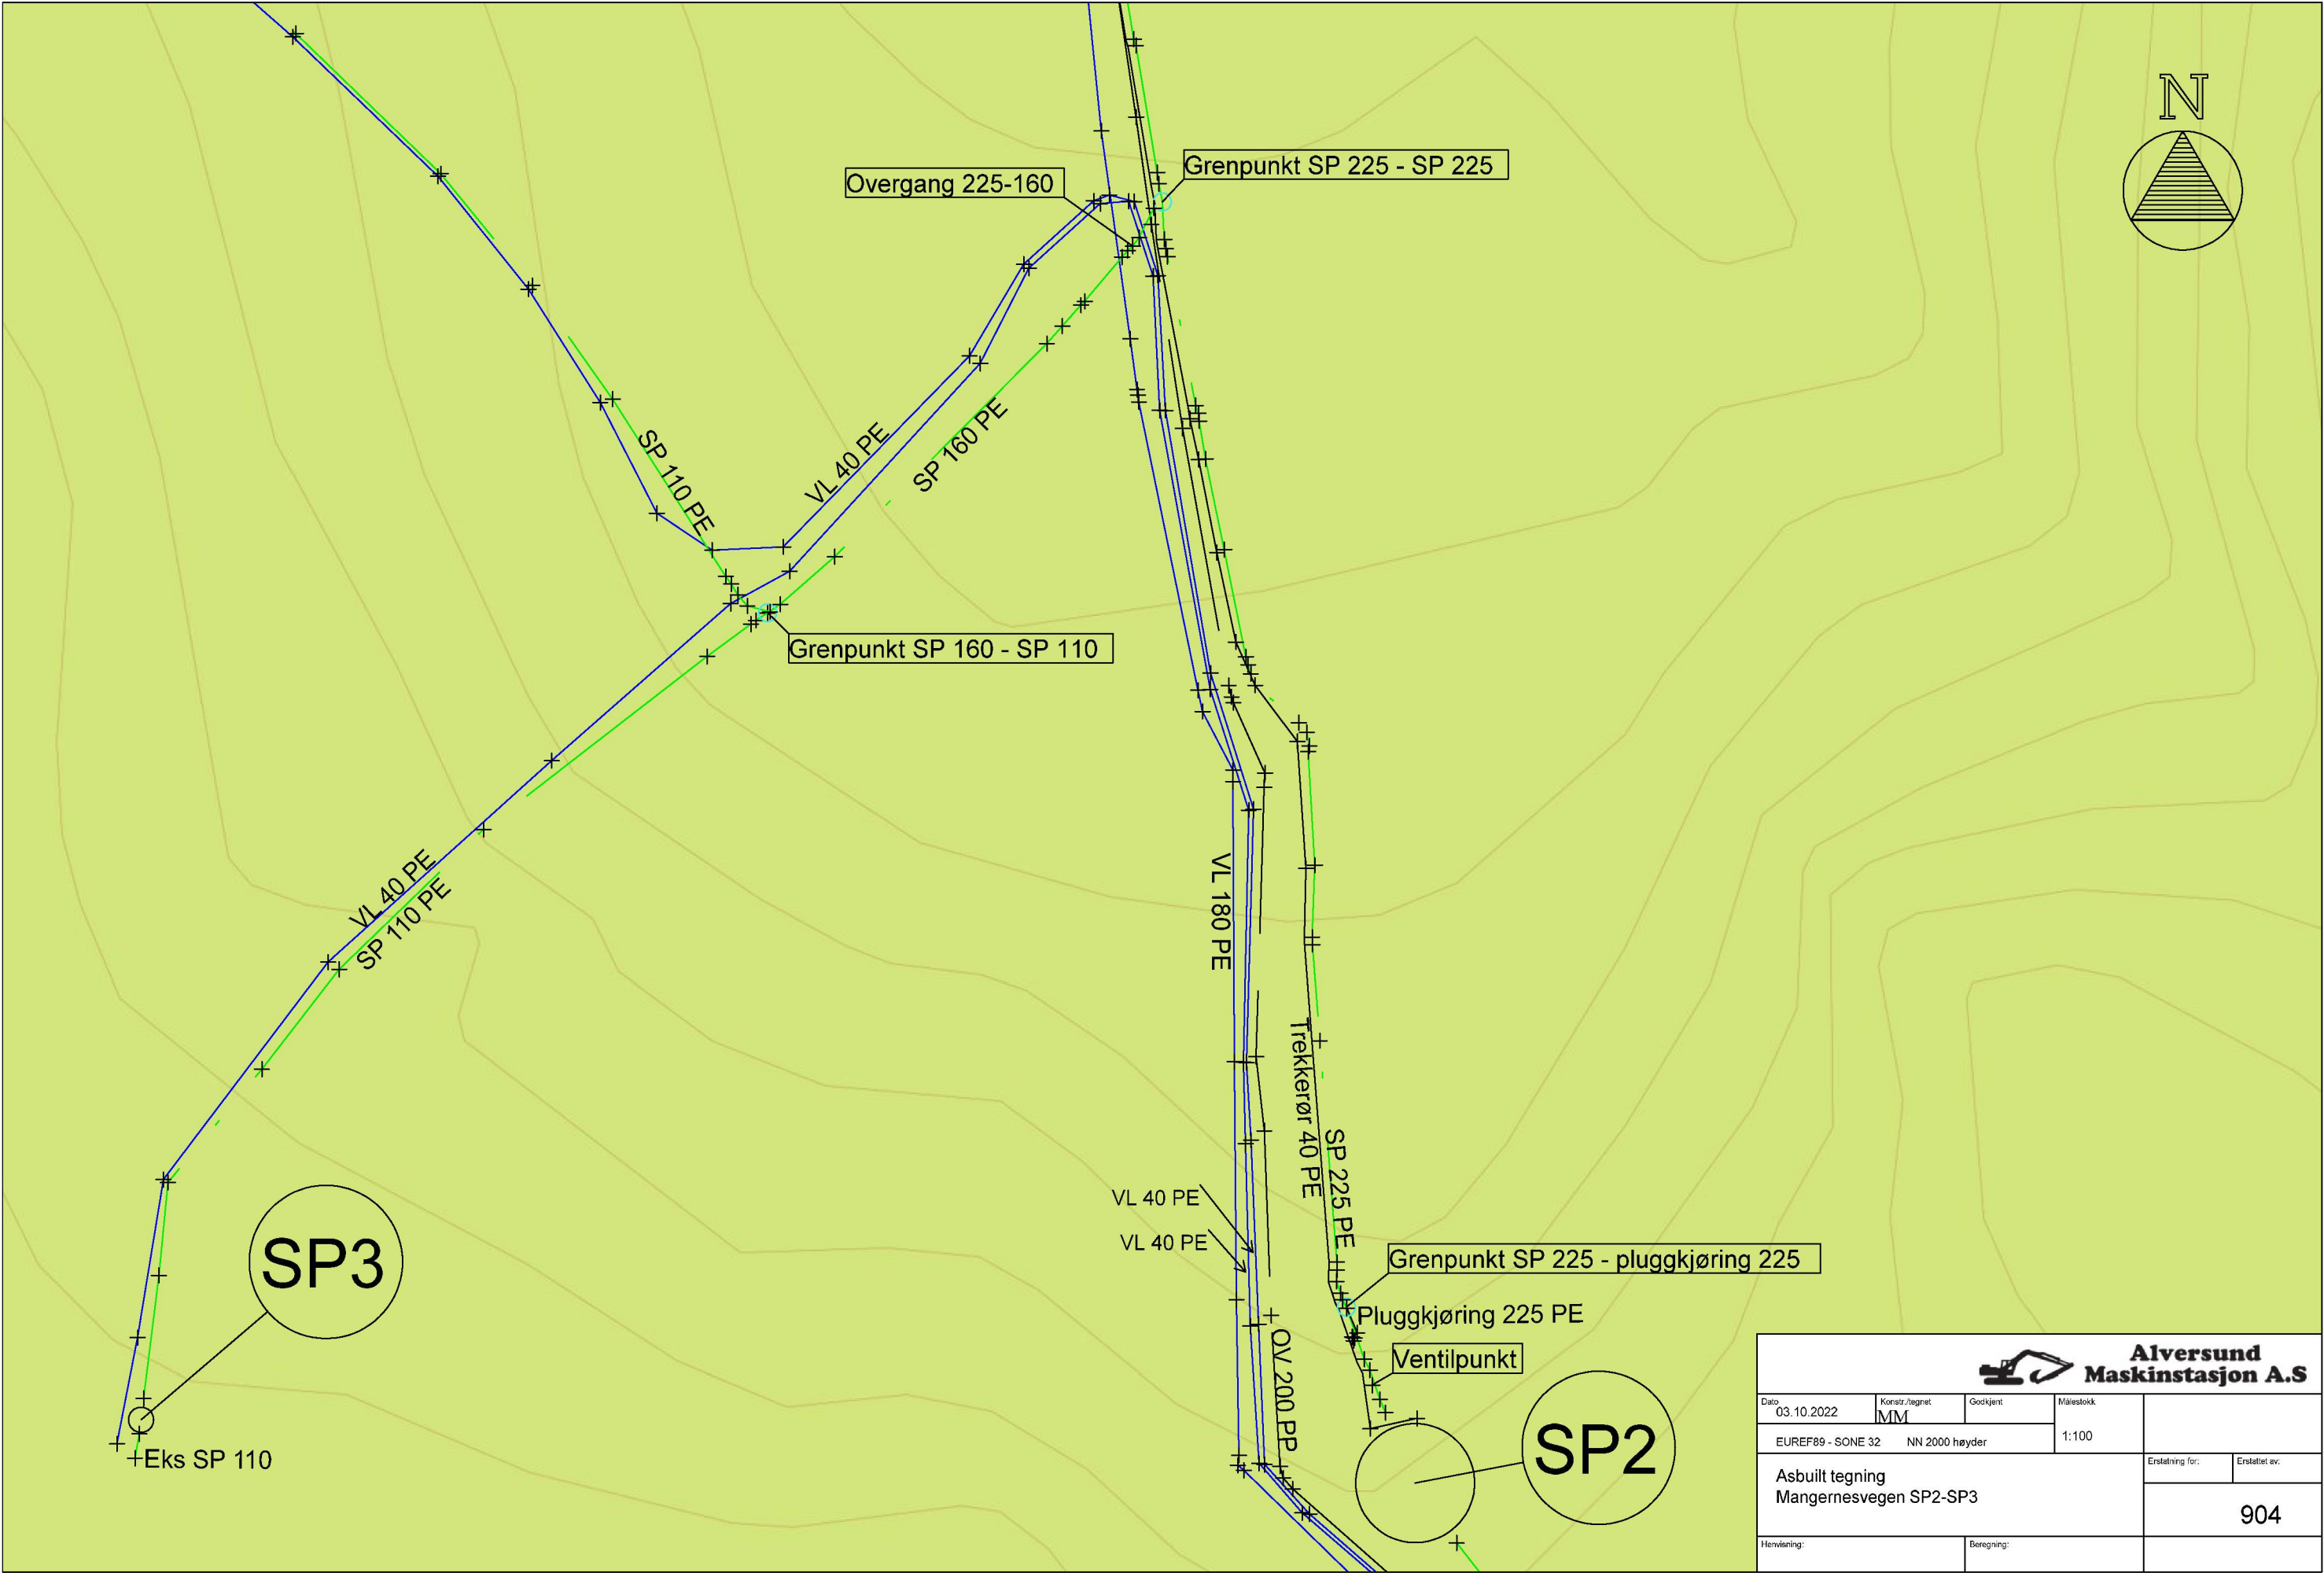 N
Grenpunkt SP 225 - SP 225
Overgang 225-160
SP 110 PE
VL 40 PE
SP 160 PE
Grenpunkt SP 160 - SP 110
VL 40 PE
SP 110 PE
VL 180 PE
Trekkerør 40 PE
SP 225 PE
VL 40 PE
VL 40 PE
SP3
Grenpunkt SP 225 - pluggkjøring 225
Pluggkjøring 225 PE
Ventilpunkt
OV 200 PP
SP2
Eks SP 110
Alversund
Maskinstasjon A.S
Dato
03.10.2022
Konstr./tegnet
MM
Godkjent
Målestokk
1:100
EUREF89 - SONE 32 NN 2000 høyder
Asbuilt tegning
Mangernesvegen SP2-SP3
Erstatning for:
Erstattet av:
904
Henvisning:
Beregning: